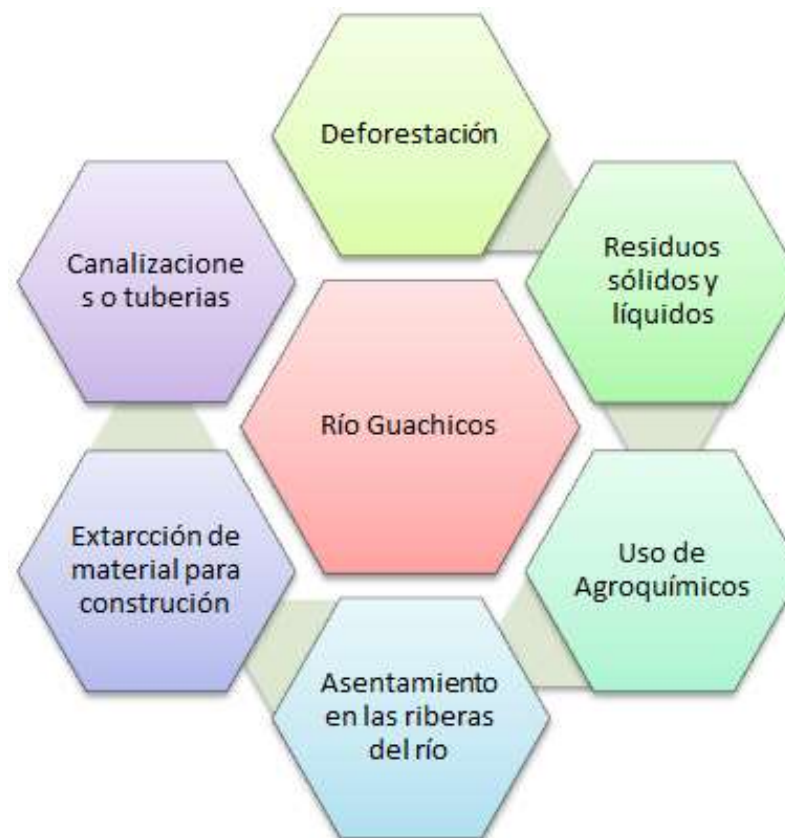 Deforestación
Residuos
sólidos y
líquidos
Uso de
Agroquímicos
Asentamiento
en las riberas
del río
Extarcción de
material para
construción
Canalizacione
s o tuberias
Río Guachicos